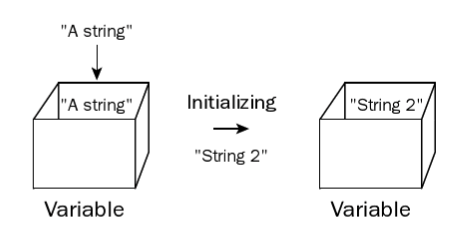 "A string"
"A string"
Initializing
"String 2"
"String 2"
Variable
Variable